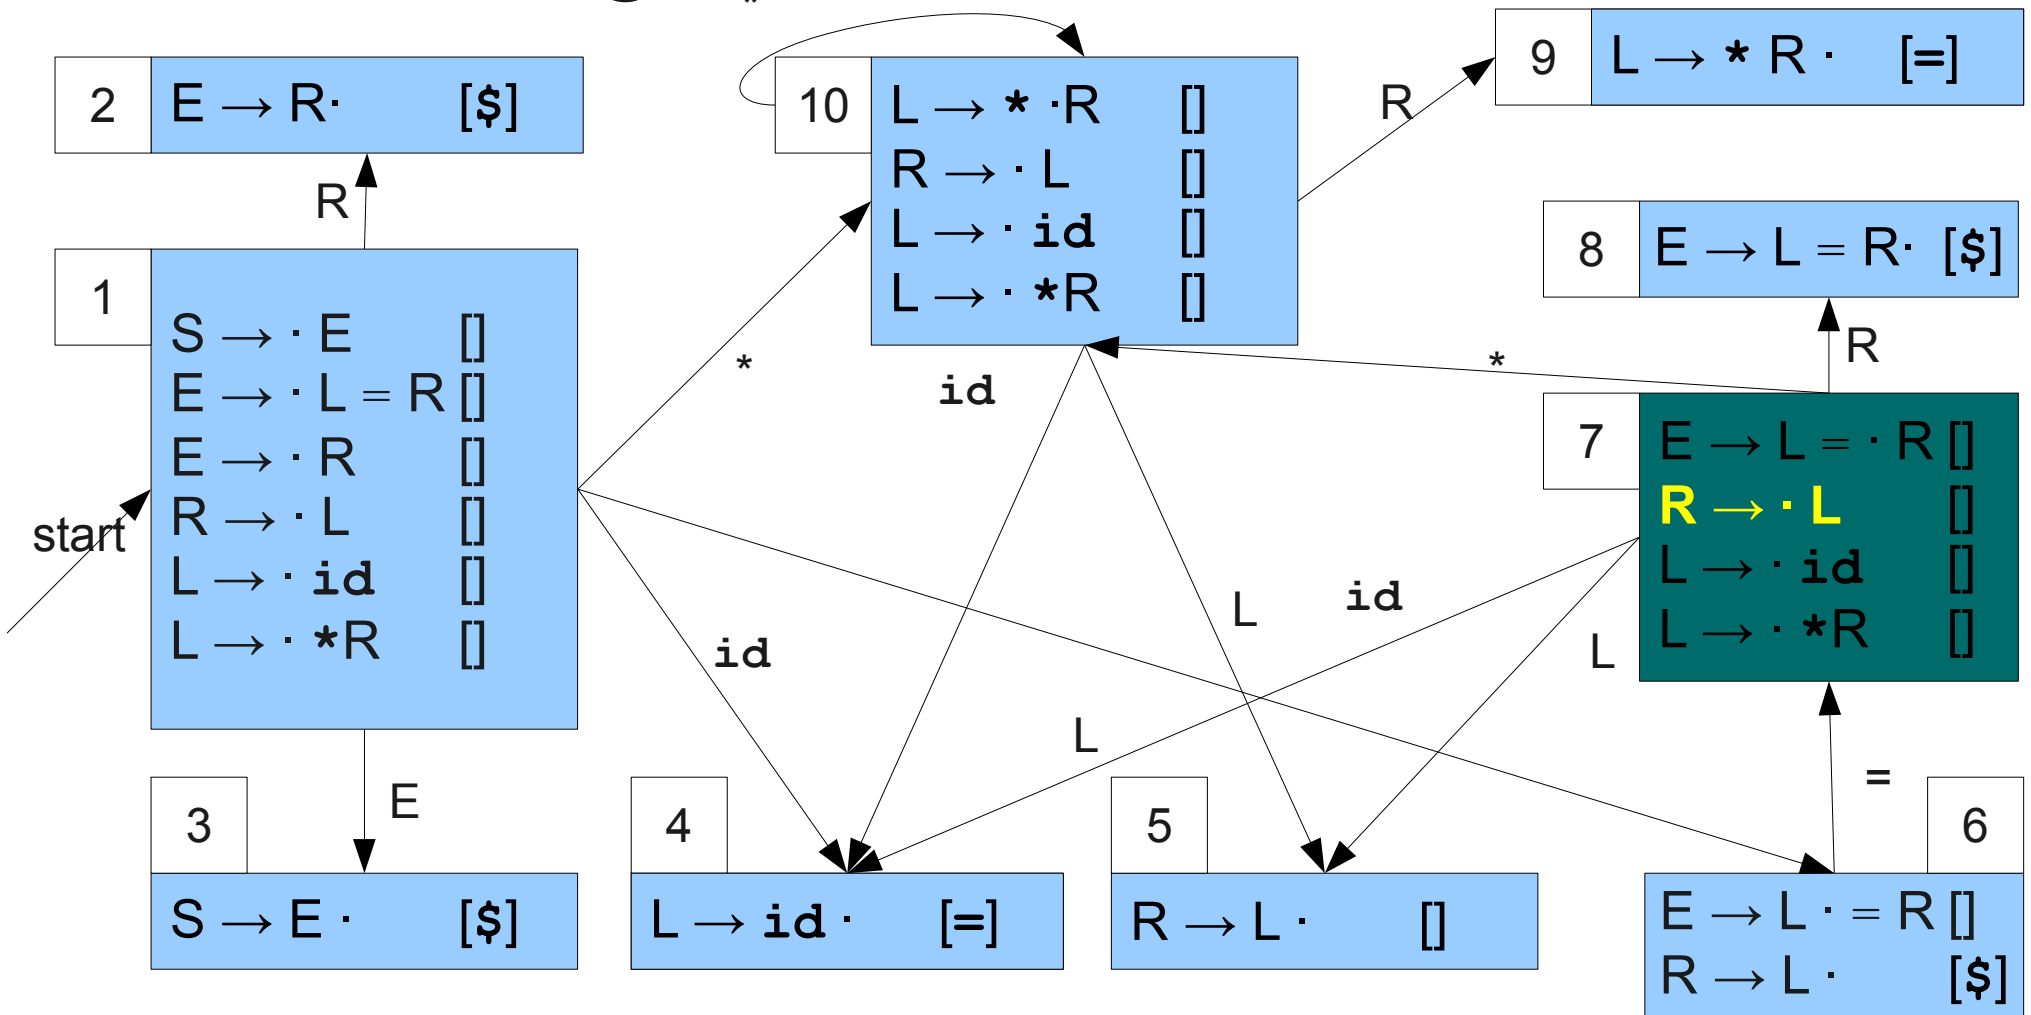 2
E → R· [$]
10
L → * ·R []
R → · L []
L → · id []
L → · *R []
9
L → * R · [=]
R
R
8
E → L = R· [$]
1
S → · E []
E → · L = R []
E → · R []
R → · L []
L → · id []
L → · *R []
start
*
id
*
R
7
E → L = · R []
R → · L []
L → · id []
L → · *R []
id
L
id
L
L
E
=
3
S → E · [$]
4
L → id · [=]
5
R → L · []
6
E → L · = R []
R → L · [$]